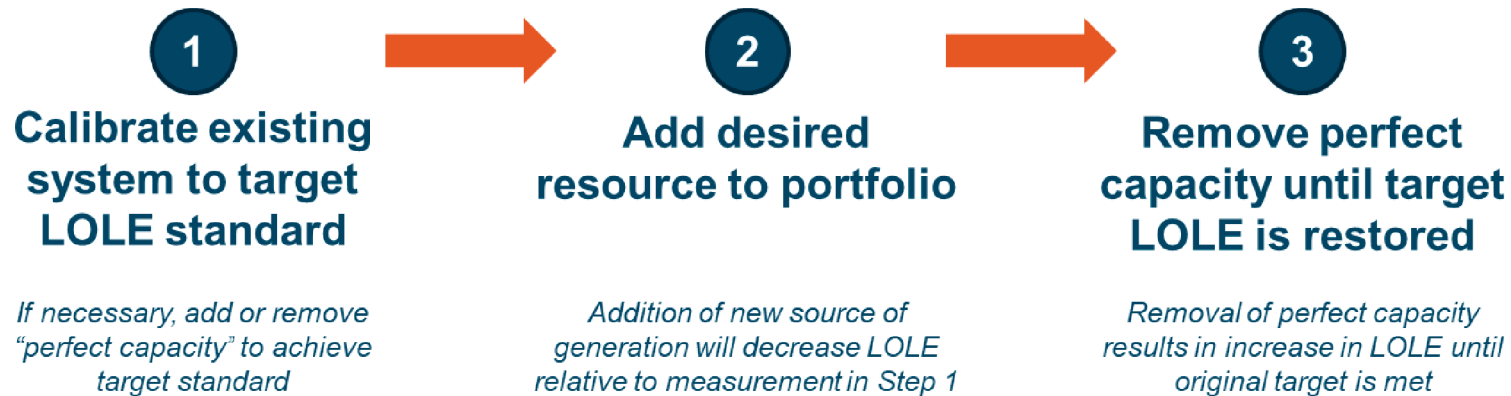 1
Calibrate existing
system to target
LOLE standard
If necessary, add or remove
“perfect capacity” to achieve
target standard
2
Add desired
resource to portfolio
Addition of new source of
generation will decrease LOLE
relative to measurement in Step 1
3
Remove perfect
capacity until target
LOLE is restored
Removal of perfect capacity
results in increase in LOLE until
original target is met